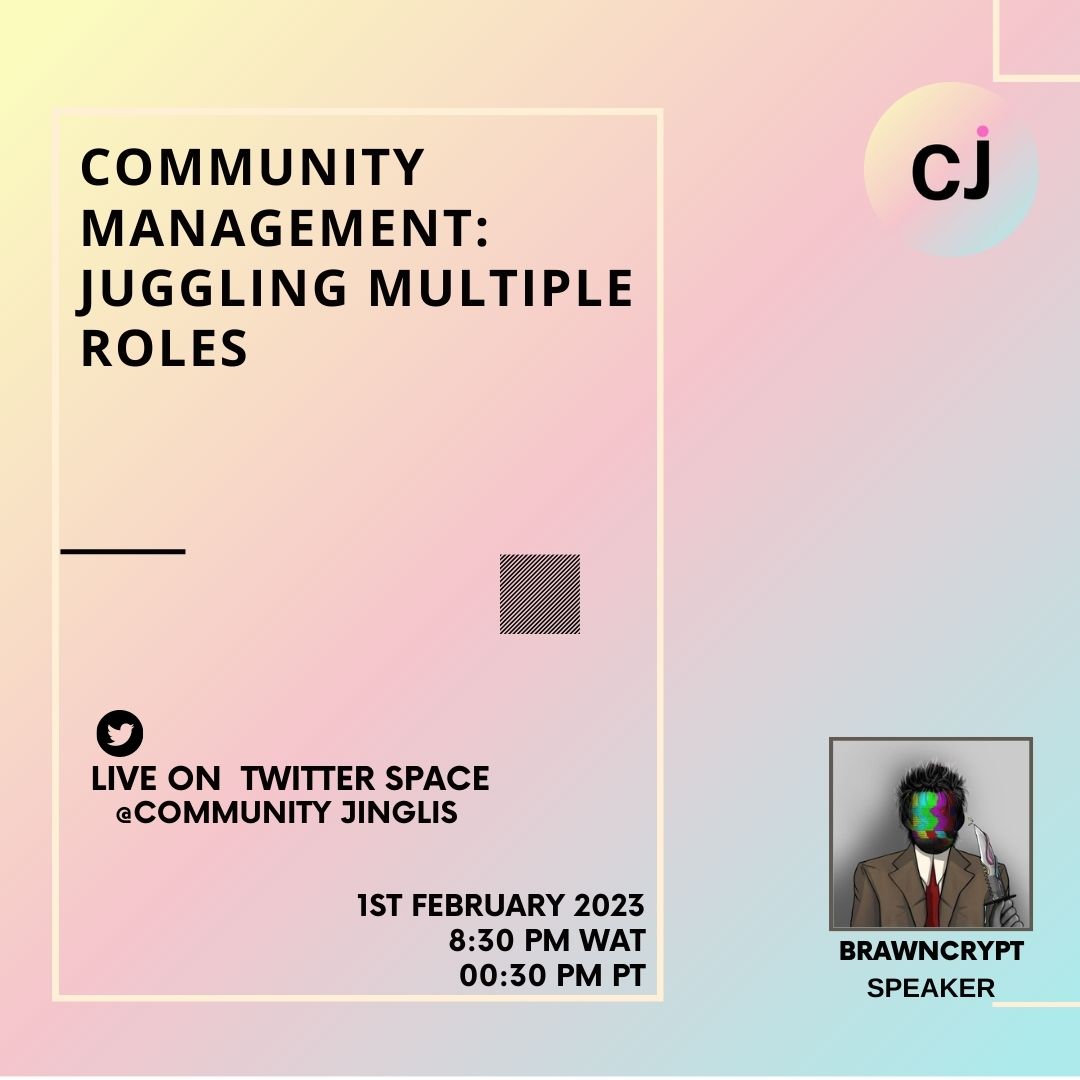 COMMUNITY
MANAGEMENT:
JUGGLING MULTIPLE
ROLES
CJ
LIVE ON  TWITTER SPACE
@COMMUNITY JINGLIS
1ST FEBRUARY 2023
8:30 PM WAT
00:30 PM PT
BRAWNCRYPT
SPEAKER